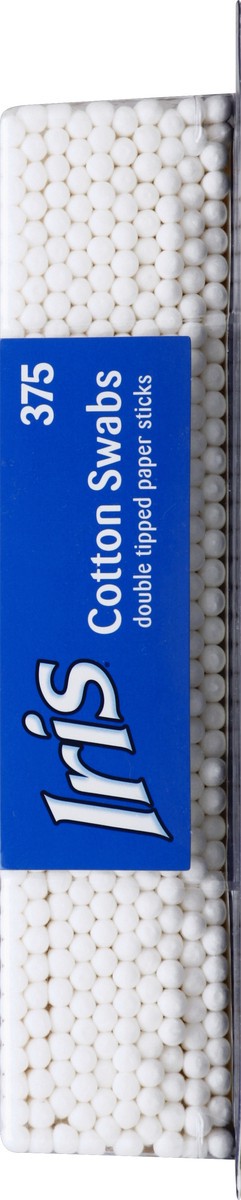 Iris
Cotton Swabs
double tipped paper sticks
375